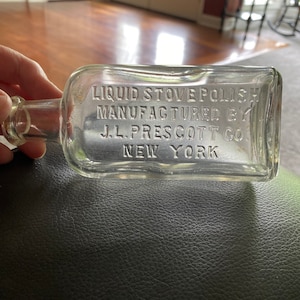 LIQUID STOVE POLISH
MANUFACTURED BY
J.L. PRESCOTT CO.
NEW YORK